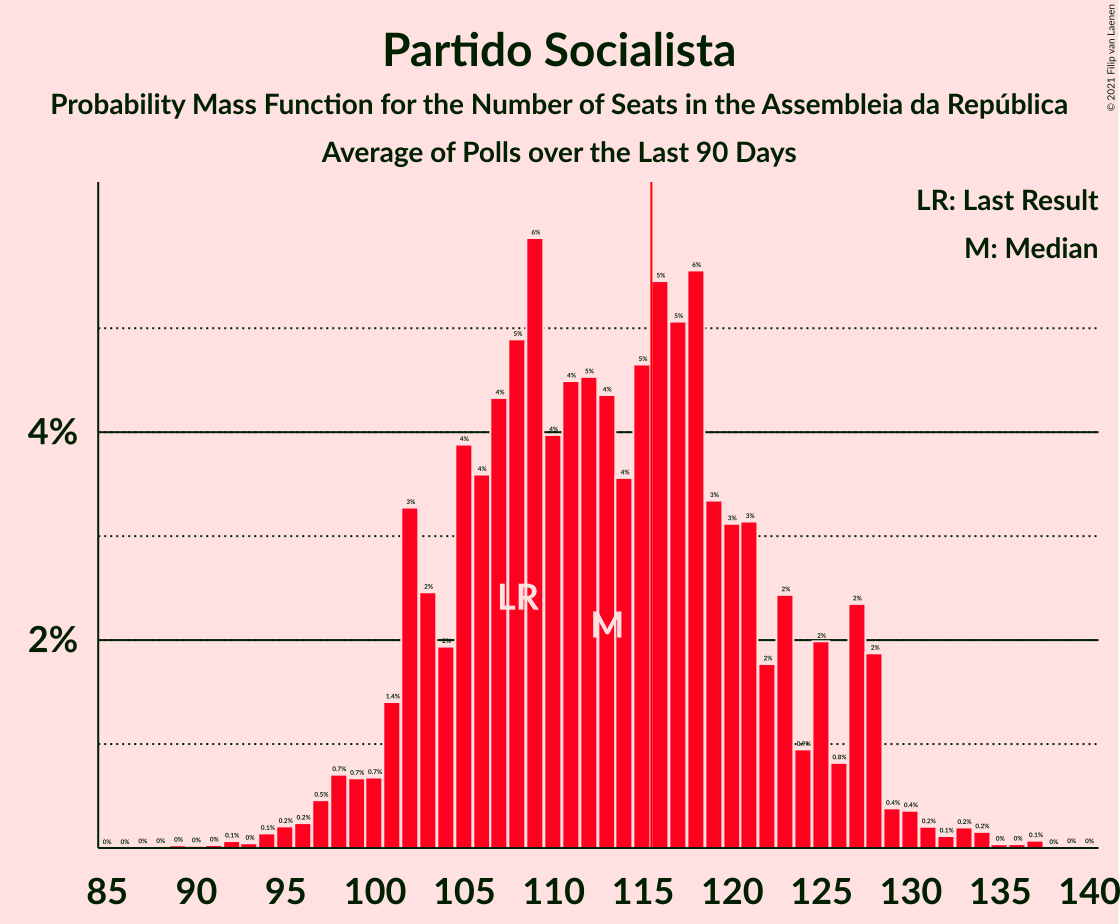 Partido Socialista
Probability Mass Function for the Number of Seats in the Assembleia da República
Average of Polls over the Last 90 Days
© 2021 Filip van Laenen
LR: Last Result
M: Median
4%
2%
0% 0% 0% 0% 0% 0% 0% 0.1% 0% 0.1% 0.2% 0.2% 0.5% 0.7% 0.7% 0.7% 1.4% 3% 2% 2% 4% 4% 4% 5% 6% 4% 4% 5% 4% 4% 5% 5% 5% 6% 3% 3% 3% 2% 2% 0.9% 2% 0.8% 2% 2% 0.4% 0.4% 0.2% 0.1% 0.2% 0.2% 0% 0% 0.1% 0% 0% 0%
LR
M
85 90 95 100 105 110 115 120 125 130 135 140